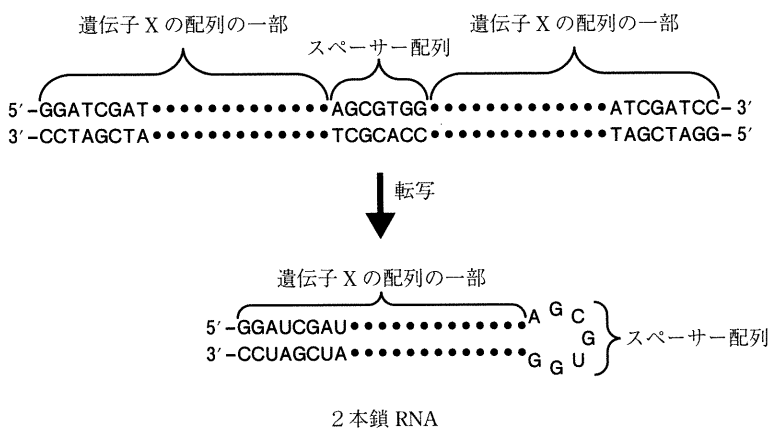 遺伝子 X の配列の一部
スペーサー配列
遺伝子 X の配列の一部
5′-GGATCGAT••••••••••••AGCGTGG••••••••••••ATCGATCC-3′
3′-CCTAGCTA••••••••••••TCGCACC••••••••••••TAGCTAGG-5′
転写
遺伝子 X の配列の一部
5′-GGAUCGAU••••••••••••AGCGUGG
3′-CCUAGCUA••••••••••••
スペーサー配列
2本鎖 RNA